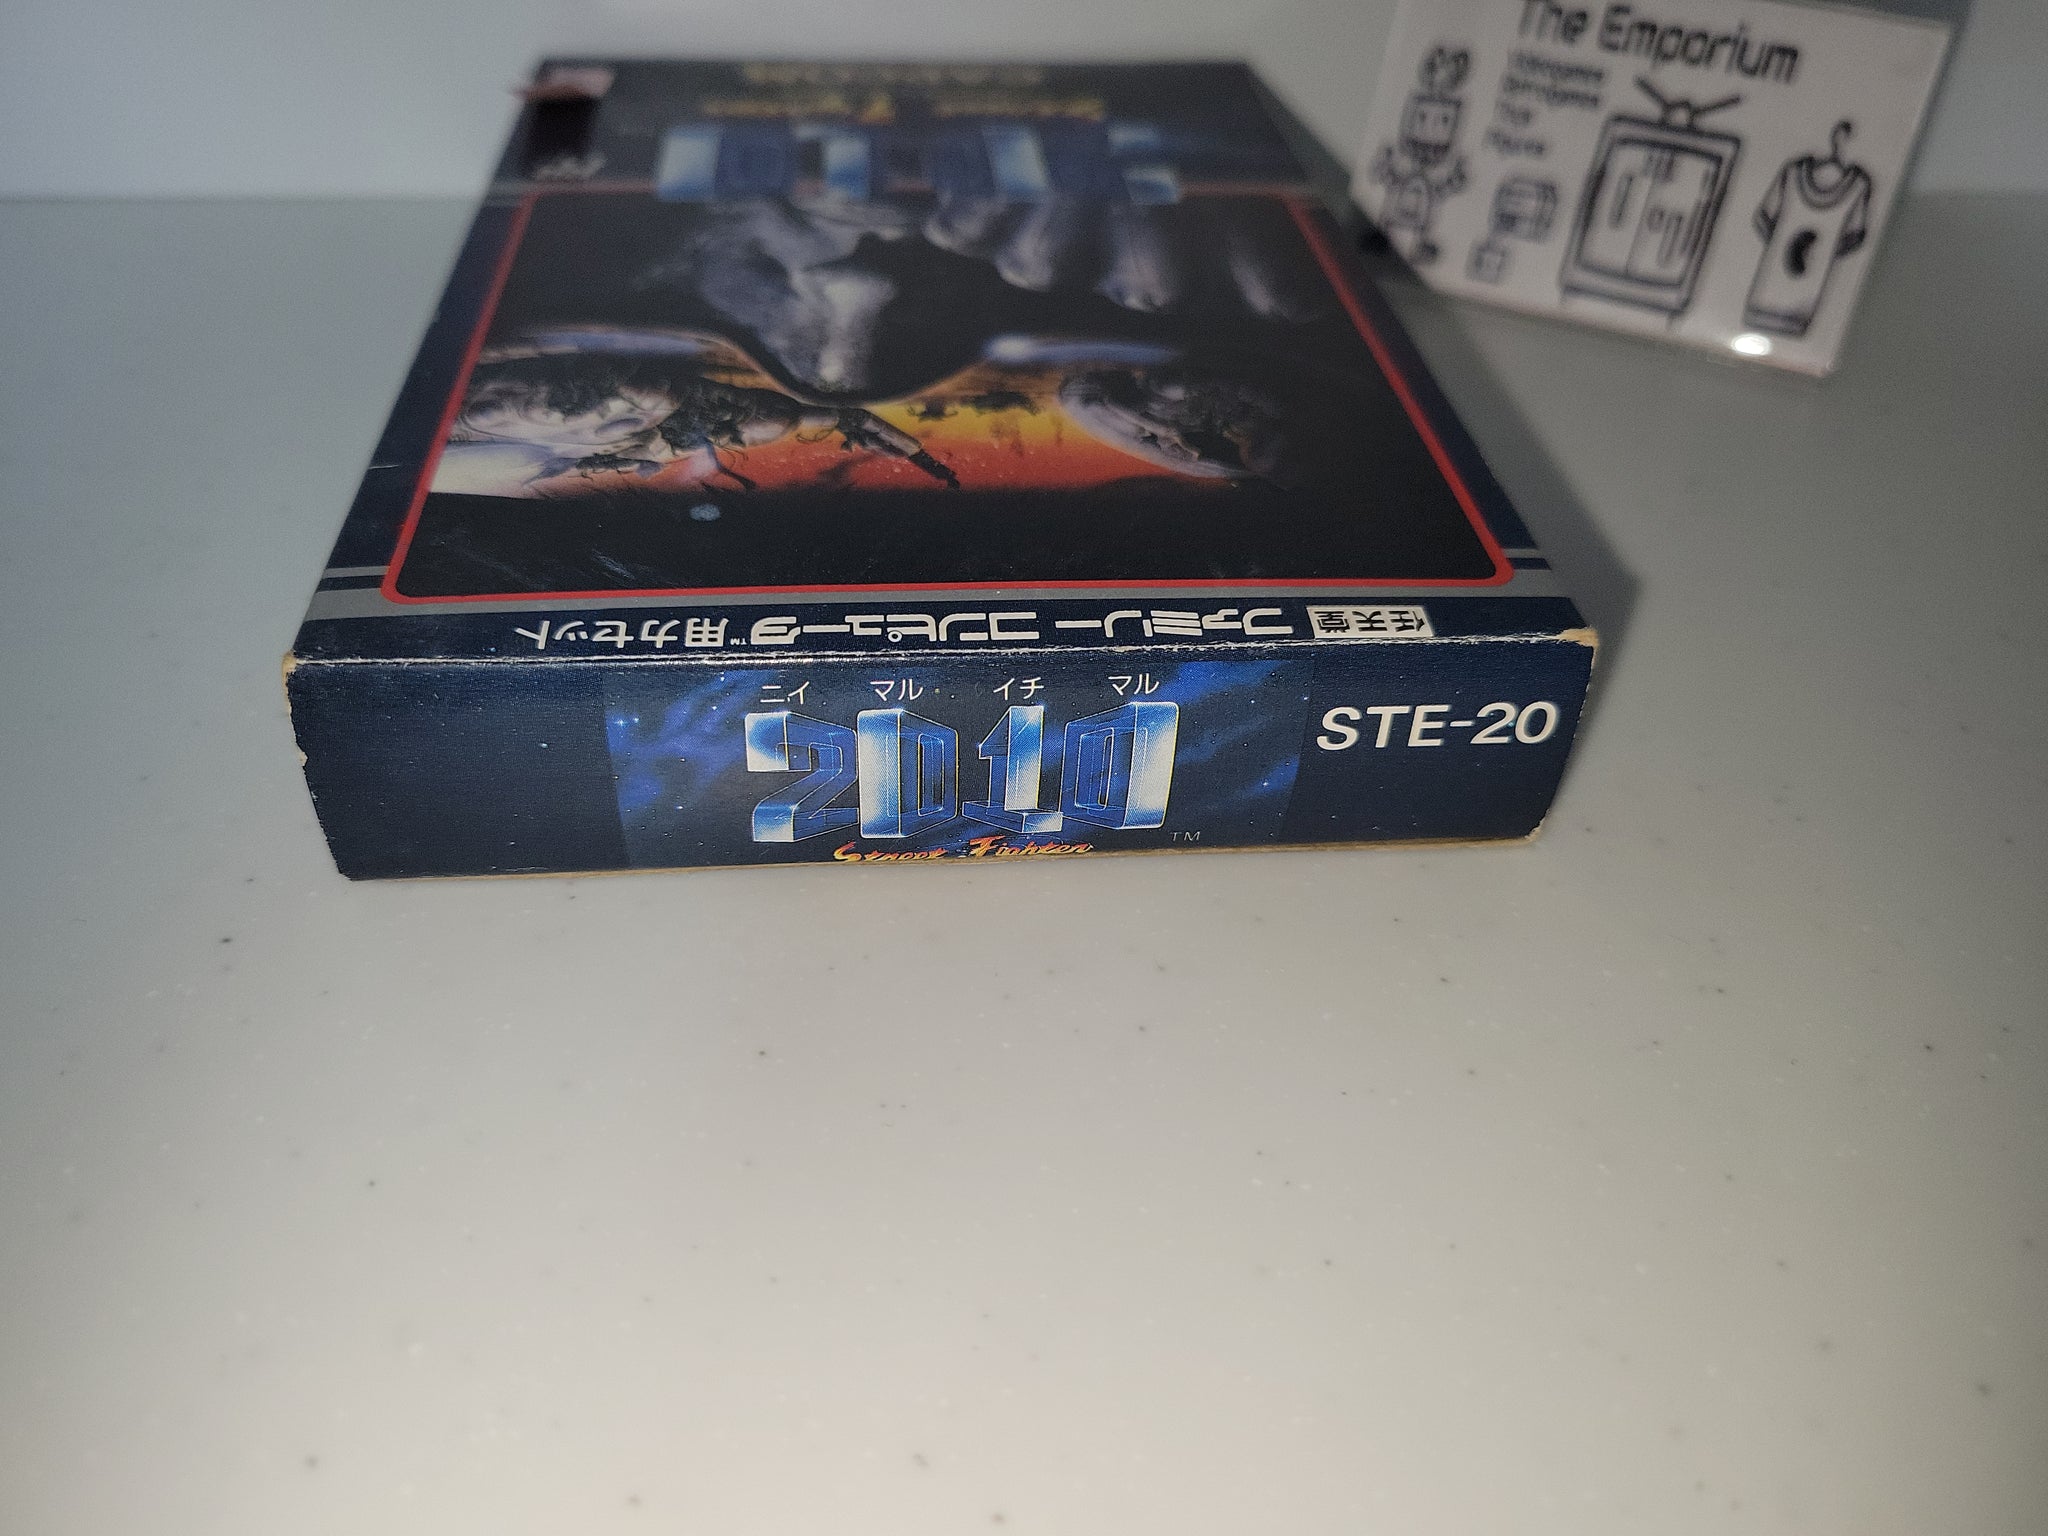 The Emporium
任天堂 ファミリー コンピュータ™用カセット
ニイ マル イチ マル
2010
TM
Street Fighter
STE-20